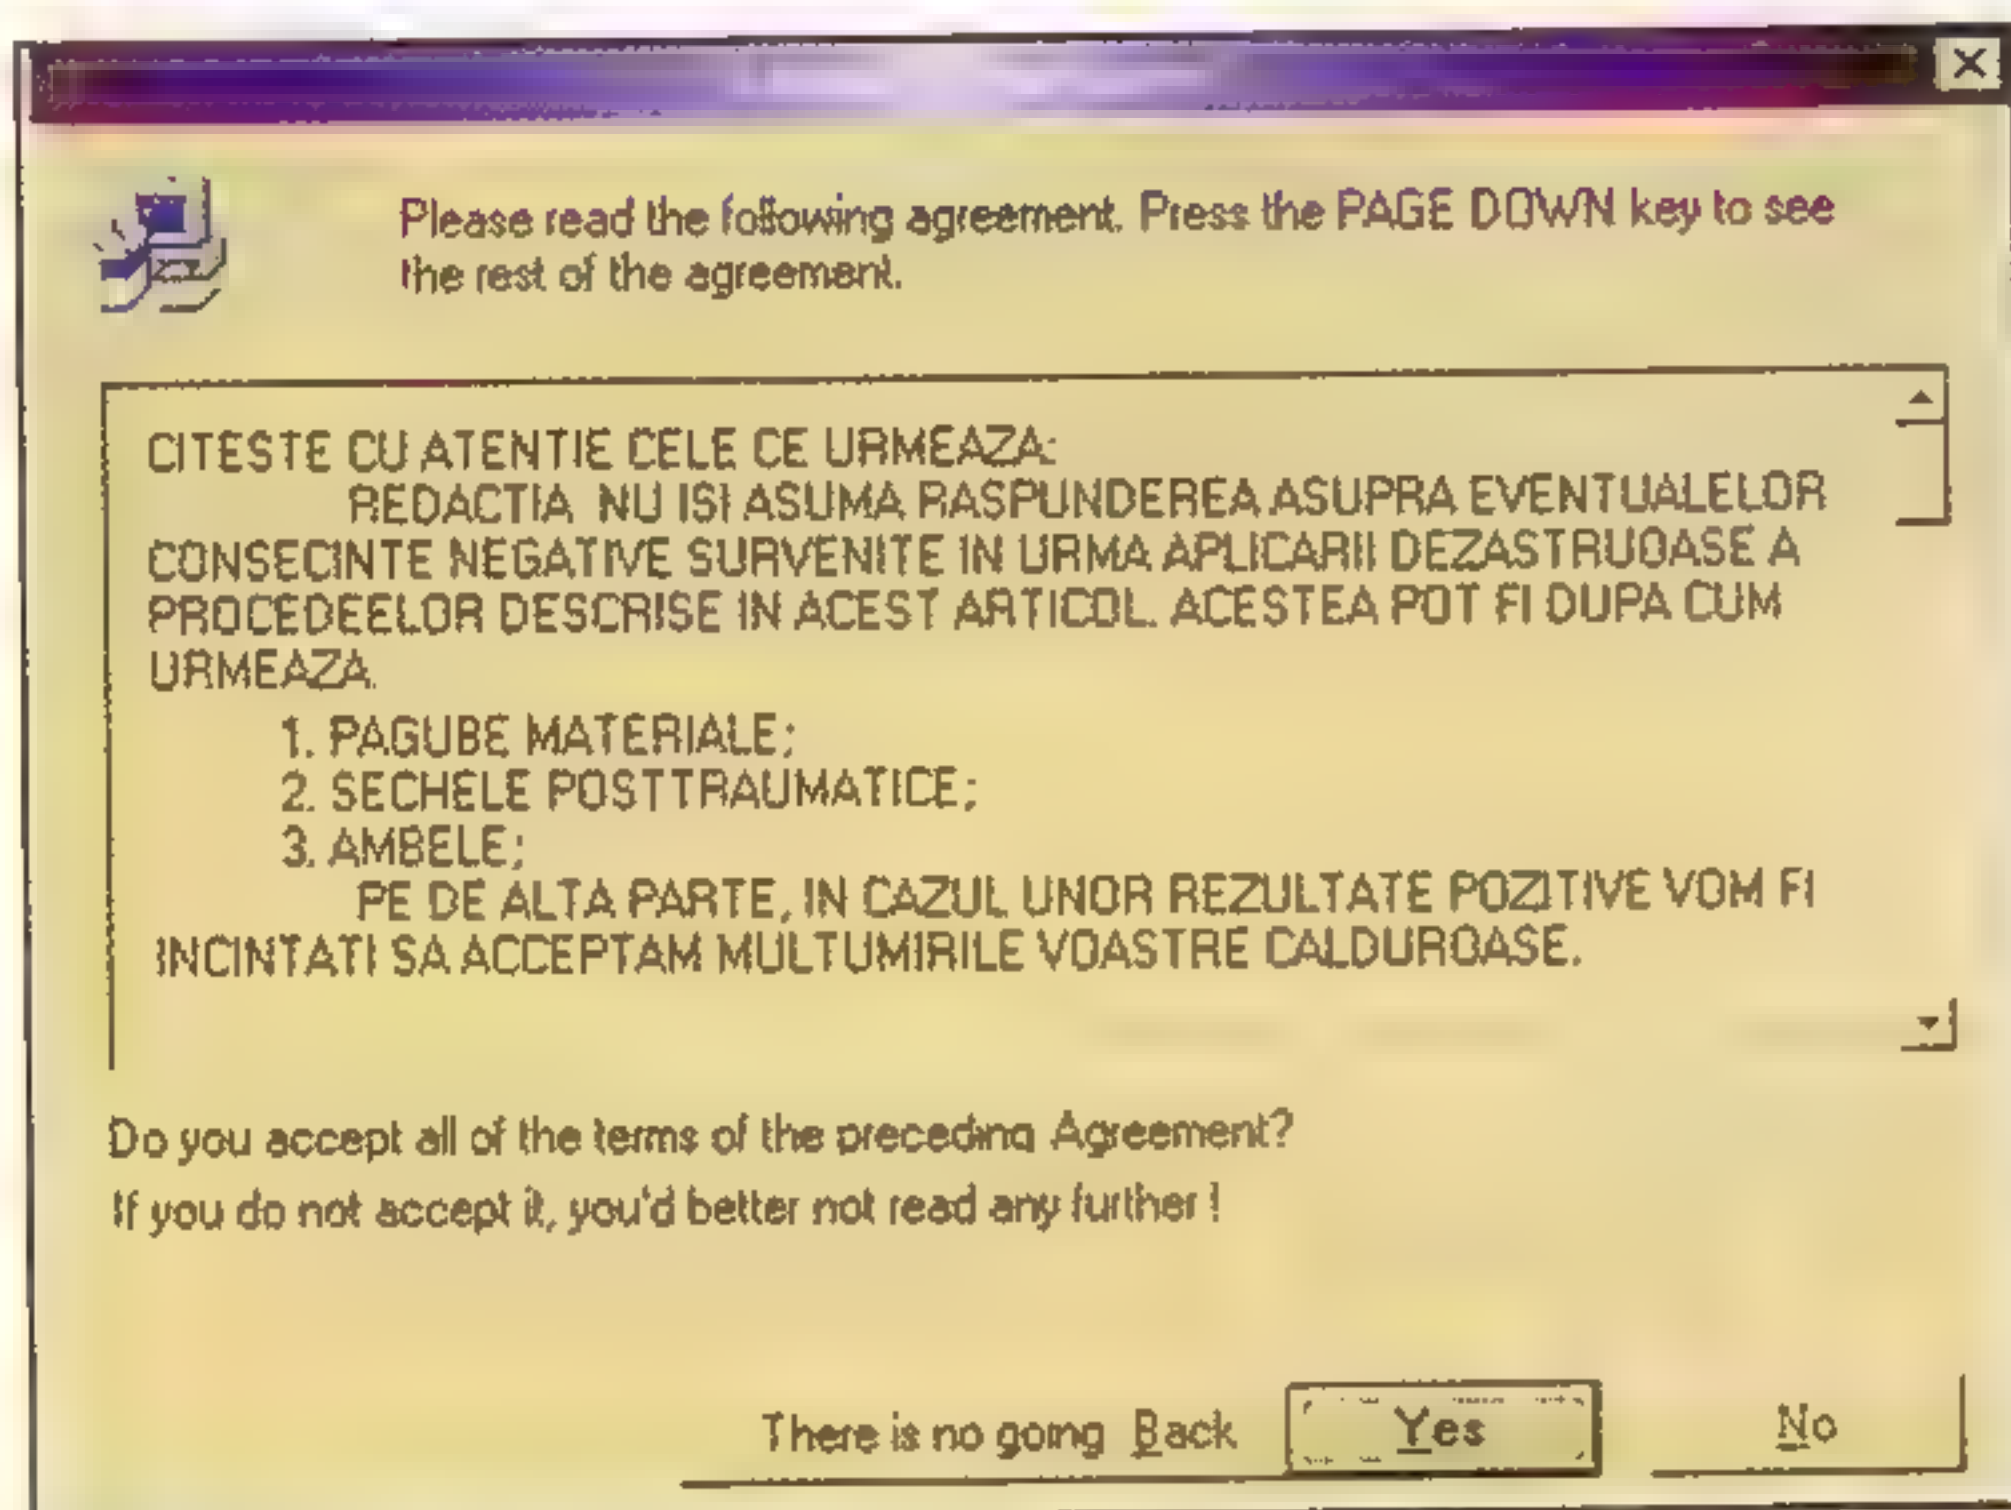 Please read the following agreement. Press the PAGE DOWN key to see
the rest of the agreement.
CITESTE CU ATENTIE CELE CE URMEAZA:
REDACTIA NU ISI ASUMA RASPUNDEREA ASUPRA EVENTUALELOR
CONSECINTE NEGATIVE SURVENITE IN URMA APLICARII DEZASTRUOASE A
PROCEDEELOR DESCRISE IN ACEST ARTICOL. ACESTEA POT FI DUPA CUM
URMEAZA.
1. PAGUBE MATERIALE;
2. SECHELE POSTTRAUMATICE;
3. AMBELE;
PE DE ALTA PARTE, IN CAZUL UNOR REZULTATE POZITIVE VOM FI
INCINTATI SA ACCEPTAM MULTUMIRILE VOASTRE CALDUROASE.
Do you accept all of the terms of the preceding Agreement?
If you do not accept it, you'd better not read any further !
There is no going Back
Yes
No